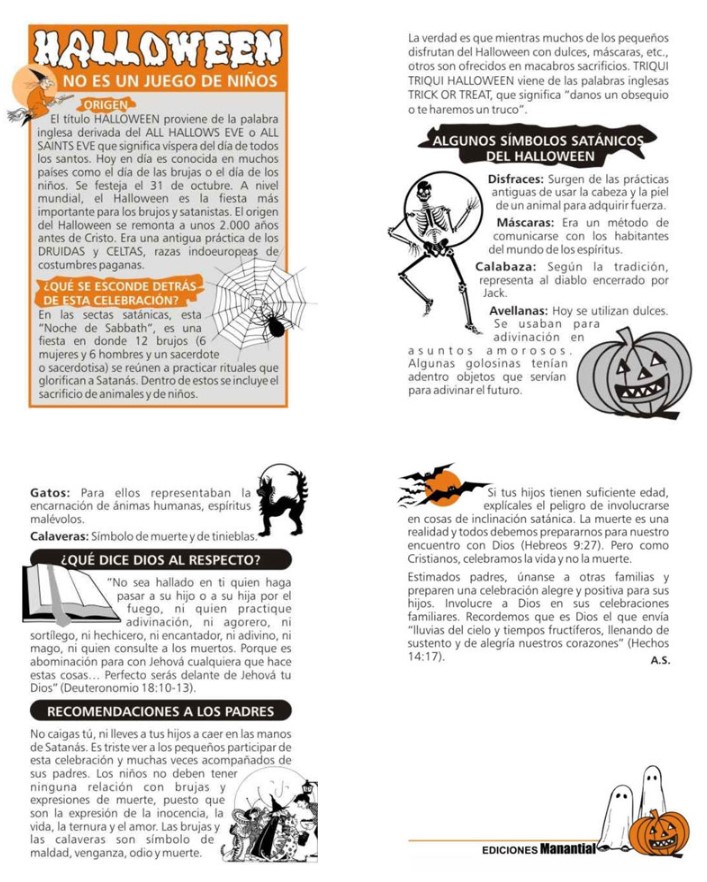 HALLOWEEN
NO ES UN JUEGO DE NIÑOS
ORIGEN
El título HALLOWEEN proviene de la palabra
inglesa derivada del ALL HALLOWS EVE o ALL
SAINTS EVE que significa víspera del día de todos
los santos. Hoy en día es conocida en muchos
países como el día de las brujas o el día de los
niños. Se festeja el 31 de octubre. A nivel
mundial, el Halloween es la fiesta más
importante para los brujos y satanistas. El origen
del Halloween se remonta a unos 2.000 años
antes de Cristo. Era una antigua práctica de los
DRUIDAS y CELTAS, razas indoeuropeas de
costumbres paganas.
¿QUÉ SE ESCONDE DETRÁS
DE ESTA CELEBRACIÓN?
En las sectas satánicas, esta
"Noche de Sabbath", es una
fiesta en donde 12 brujos (6
mujeres y 6 hombres y un sacerdote
o sacerdotisa) se reúnen a practicar rituales que
glorifican a Satanás. Dentro de estos se incluye el
sacrificio de animales y de niños.
La verdad es que mientras muchos de los pequeños
disfrutan del Halloween con dulces, máscaras, etc.,
otros son ofrecidos en macabros sacrificios. TRIQUI
TRIQUI HALLOWEEN viene de las palabras inglesas
TRICK OR TREAT, que significa "danos un obsequio
o te haremos un truco".
ALGUNOS SÍMBOLOS SATÁNICOS
DEL HALLOWEEN
Disfraces: Surgen de las prácticas
antiguas de usar la cabeza y la piel
de un animal para adquirir fuerza.
Máscaras: Era un método de
comunicarse con los habitantes
del mundo de los espíritus.
Calabaza: Según la tradición,
representa al diablo encerrado por
Jack.
Avellanas: Hoy se utilizan dulces.
Se usaban para
adivinación en
asuntos amorosos.
Algunas golosinas tenían
adentro objetos que servían
para adivinar el futuro.
Gatos: Para ellos representaban la
encarnación de ánimas humanas, espíritus
malévolos.
Calaveras: Símbolo de muerte y de tinieblas.
¿QUÉ DICE DIOS AL RESPECTO?
"No sea hallado en ti quien haga
pasar a su hijo o a su hija por el
fuego, ni quien practique
adivinación, ni agorero, ni
sortílego, ni hechicero, ni encantador, ni adivino, ni
mago, ni quien consulte a los muertos. Porque es
abominación para con Jehová cualquiera que hace
estas cosas... Perfecto serás delante de Jehová tu
Dios" (Deuteronomio 18:10-13).
RECOMENDACIONES A LOS PADRES
No caigas tú, ni lleves a tus hijos a caer en las manos
de Satanás. Es triste ver a los pequeños participar de
esta celebración y muchas veces acompañados de
sus padres. Los niños no deben tener
ninguna relación con brujas y
expresiones de muerte, puesto que
son la expresión de la inocencia, la
vida, la ternura y el amor. Las brujas y
las calaveras son símbolo de
maldad, venganza, odio y muerte.
Si tus hijos tienen suficiente edad,
explícales el peligro de involucrarse
en cosas de inclinación satánica. La muerte es una
realidad y todos debemos prepararnos para nuestro
encuentro con Dios (Hebreos 9:27). Pero como
Cristianos, celebramos la vida y no la muerte.
Estimados padres, únanse a otras familias y
preparen una celebración alegre y positiva para sus
hijos. Involucre a Dios en sus celebraciones
familiares. Recordemos que es Dios el que envía
"lluvias del cielo y tiempos fructíferos, llenando de
sustento y de alegría nuestros corazones" (Hechos
14:17).
A.S.
EDICIONES Manantial